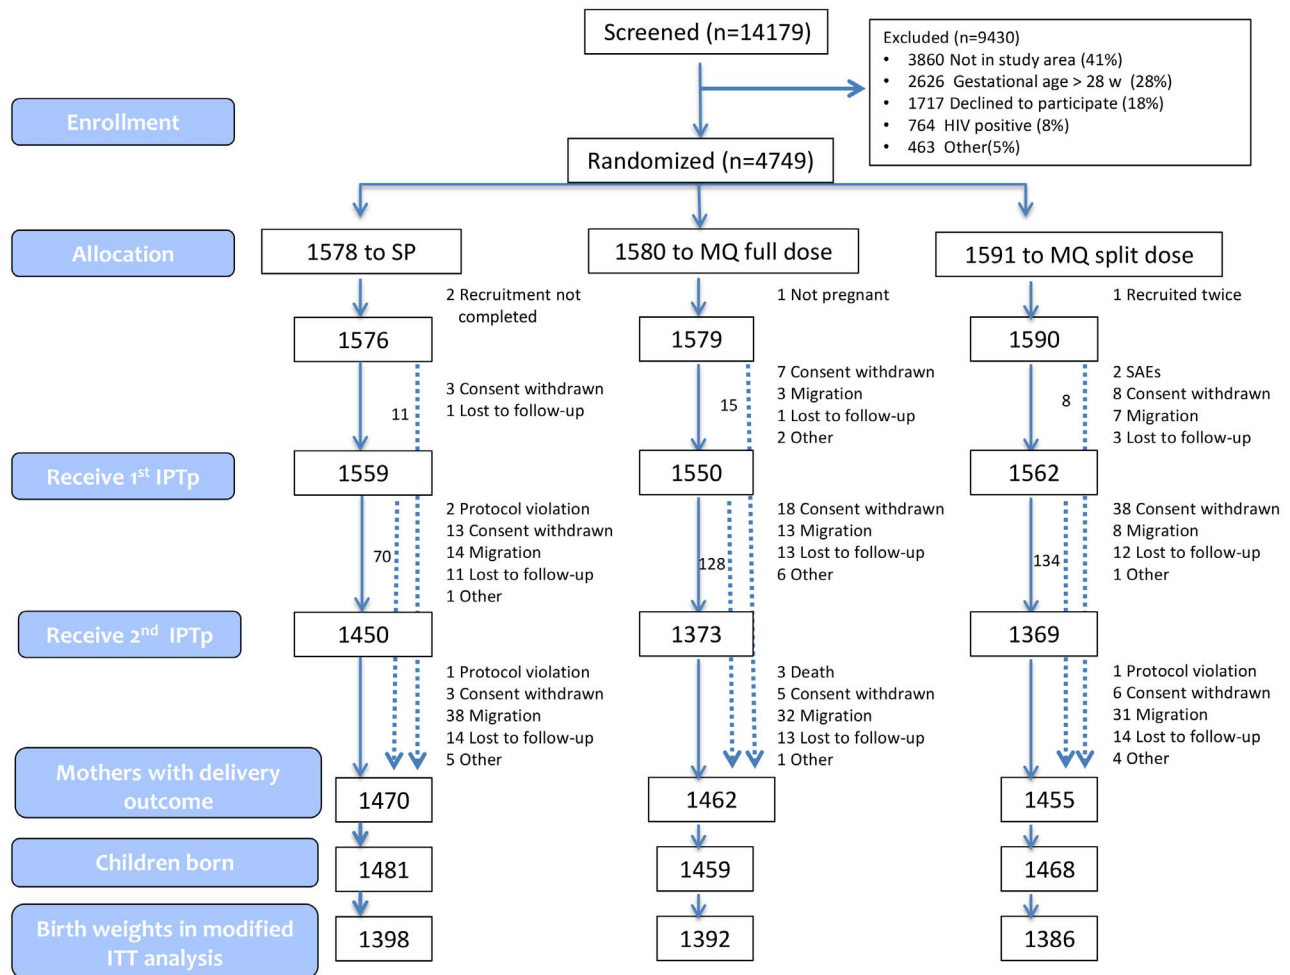 Screened (n=14179)
Excluded (n=9430)
• 3860 Not in study area (41%)
• 2626 Gestational age > 28 w (28%)
• 1717 Declined to participate (18%)
• 764 HIV positive (8%)
• 463 Other(5%)
Enrollment
Randomized (n=4749)
Allocation
1578 to SP
1580 to MQ full dose
1591 to MQ split dose
2 Recruitment not
completed
1 Not pregnant
1 Recruited twice
1576
1579
1590
3 Consent withdrawn
1 Lost to follow-up
11
7 Consent withdrawn
3 Migration
1 Lost to follow-up
2 Other
15
2 SAEs
8 Consent withdrawn
7 Migration
3 Lost to follow-up
8
Receive 1st IPTp
1559
1550
1562
2 Protocol violation
13 Consent withdrawn
14 Migration
11 Lost to follow-up
1 Other
70
18 Consent withdrawn
13 Migration
13 Lost to follow-up
6 Other
128
38 Consent withdrawn
8 Migration
12 Lost to follow-up
1 Other
134
Receive 2nd IPTp
1450
1373
1369
1 Protocol violation
3 Consent withdrawn
38 Migration
14 Lost to follow-up
5 Other
3 Death
5 Consent withdrawn
32 Migration
13 Lost to follow-up
1 Other
1 Protocol violation
6 Consent withdrawn
31 Migration
14 Lost to follow-up
4 Other
Mothers with delivery
outcome
1470
1462
1455
Children born
1481
1459
1468
Birth weights in modified
ITT analysis
1398
1392
1386